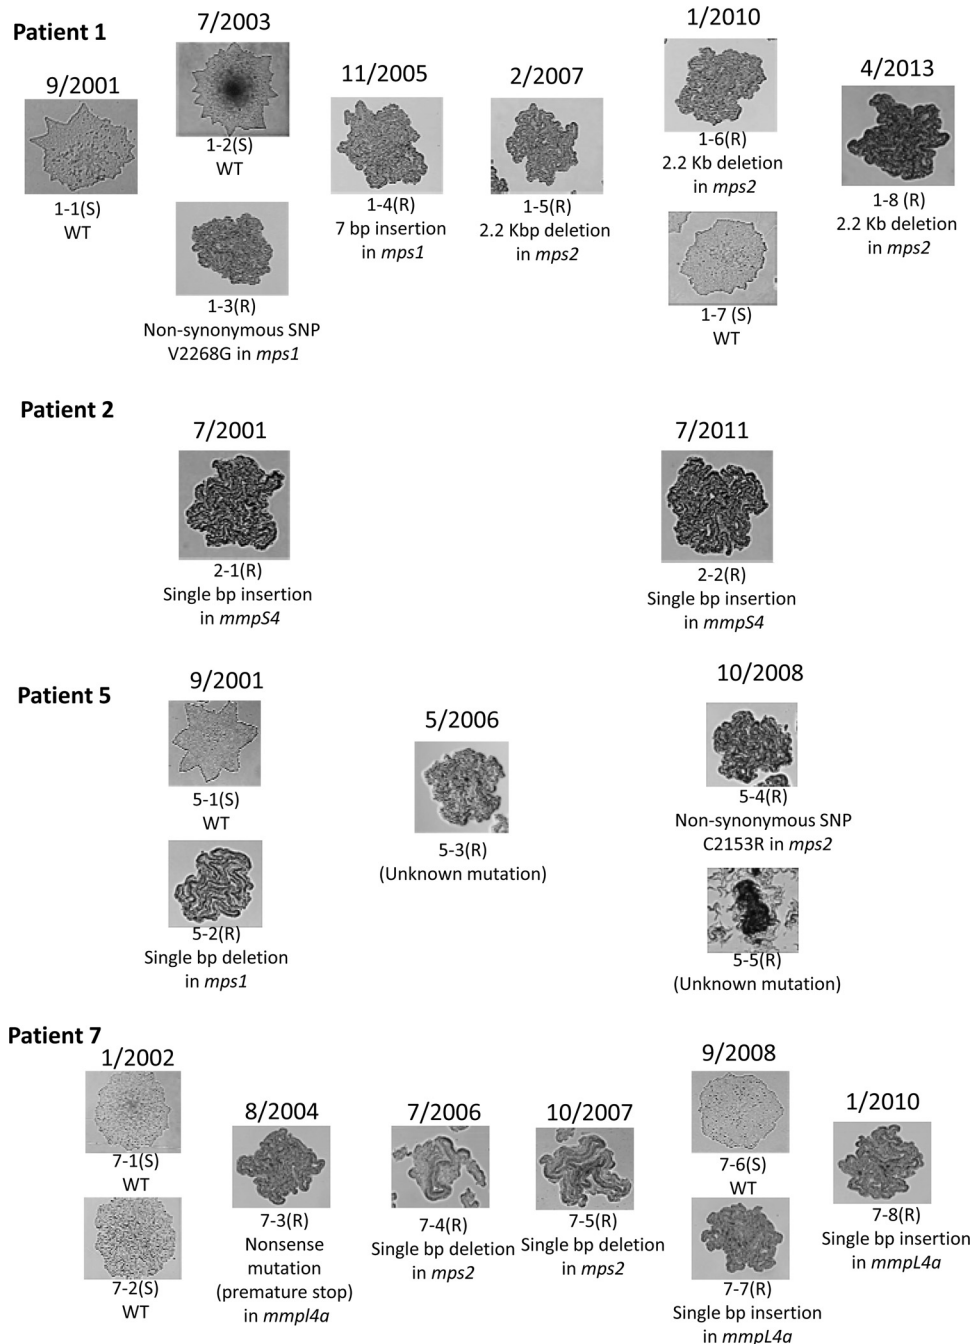 Patient 1
9/2001
1-1(S)
WT
7/2003
1-2(S)
WT
1-3(R)
Non-synonymous SNP
V2268G in mps1
11/2005
1-4(R)
7 bp insertion
in mps1
2/2007
1-5(R)
2.2 Kbp deletion
in mps2
1/2010
1-6(R)
2.2 Kb deletion
in mps2
1-7 (S)
WT
4/2013
1-8 (R)
2.2 Kb deletion
in mps2
Patient 2
7/2001
2-1(R)
Single bp insertion
in mmpS4
7/2011
2-2(R)
Single bp insertion
in mmpS4
Patient 5
9/2001
5-1(S)
WT
5-2(R)
Single bp deletion
in mps1
5/2006
5-3(R)
(Unknown mutation)
10/2008
5-4(R)
Non-synonymous SNP
C2153R in mps2
5-5(R)
(Unknown mutation)
Patient 7
1/2002
7-1(S)
WT
7-2(S)
WT
8/2004
7-3(R)
Nonsense
mutation
(premature stop)
in mmpl4a
7/2006
7-4(R)
Single bp deletion
in mps2
10/2007
7-5(R)
Single bp deletion
in mps2
9/2008
7-6(S)
WT
7-7(R)
Single bp insertion
in mmpL4a
1/2010
7-8(R)
Single bp insertion
in mmpL4a